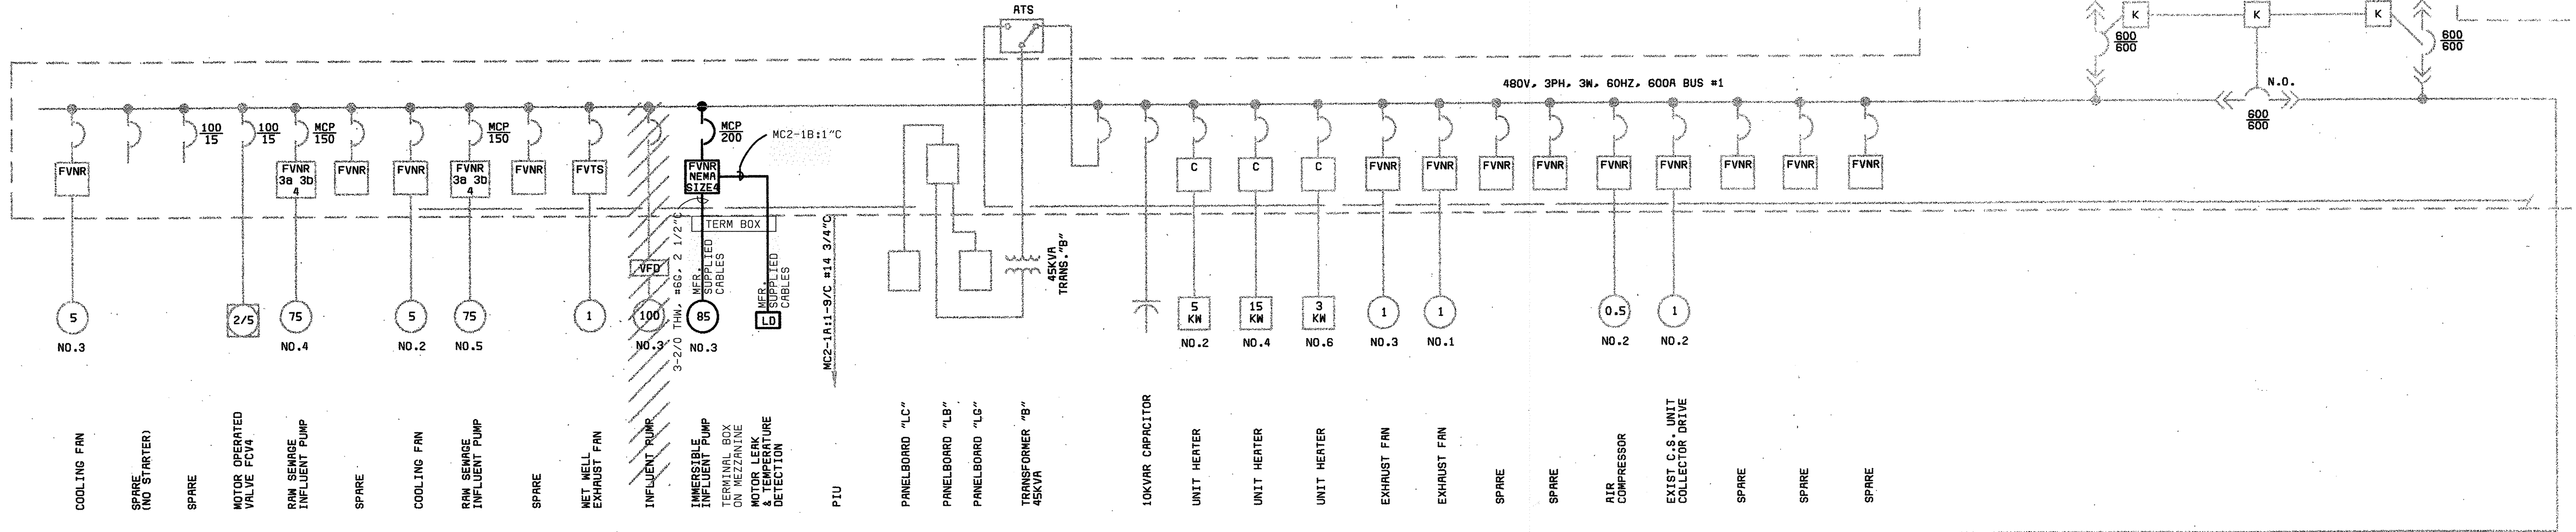 ATS
K
K
K
600
600
600
600
N.O.
600
600
480V, 3PH, 3W, 60HZ, 600A BUS #1
100
15
100
15
MCP
150
MCP
150
MCP
200
MC2-1B:1"C
FVNR
FVNR
3a 3b
4
FVNR
FVNR
FVNR
3a 3b
4
FVNR
FVTS
FVNR
NEMA
SIZE4
C
C
C
FVNR
FVNR
FVNR
FVNR
FVNR
FVNR
FVNR
FVNR
FVNR
TERM BOX
VFD
3-2/0 THW, #6G, 2 1/2"C
MFR.
SUPPLIED
CABLES
MFR.
SUPPLIED
CABLES
MC2-1A:1-9/C #14 3/4"C
45KVA
TRANS."B"
5
2/5
75
5
75
1
100
85
LD
5
KW
15
KW
3
KW
1
1
0.5
1
NO.3
NO.4
NO.2
NO.5
NO.3
NO.3
NO.2
NO.4
NO.6
NO.3
NO.1
NO.2
NO.2
COOLING FAN
SPARE
(NO STARTER)
SPARE
MOTOR OPERATED
VALVE FCV4
RAW SEWAGE
INFLUENT PUMP
SPARE
COOLING FAN
RAW SEWAGE
INFLUENT PUMP
SPARE
WET WELL
EXHAUST FAN
INFLUENT PUMP
IMMERSIBLE
INFLUENT PUMP
TERMINAL BOX
ON MEZZANINE
MOTOR LEAK
& TEMPERATURE
DETECTION
PIU
PANELBOARD "LC"
PANELBOARD "LB"
PANELBOARD "LG"
TRANSFORMER "B"
45KVA
10KVAR CAPACITOR
UNIT HEATER
UNIT HEATER
UNIT HEATER
EXHAUST FAN
EXHAUST FAN
SPARE
SPARE
AIR
COMPRESSOR
EXIST C.S. UNIT
COLLECTOR DRIVE
SPARE
SPARE
SPARE